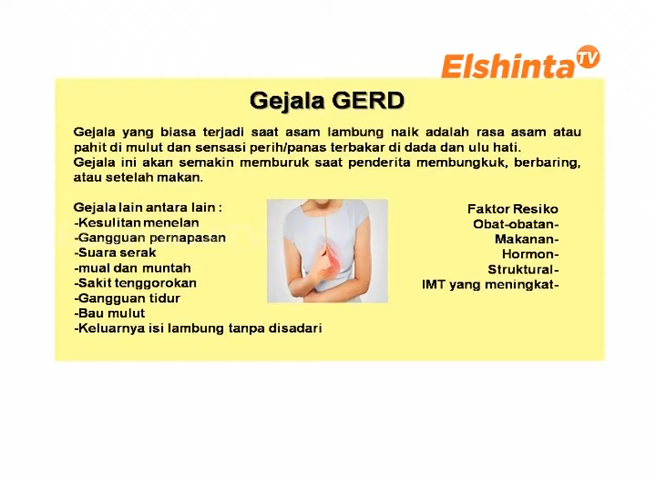 Elshinta TV
Gejala GERD
Gejala yang biasa terjadi saat asam lambung naik adalah rasa asam atau
pahit di mulut dan sensasi perih/panas terbakar di dada dan ulu hati.
Gejala ini akan semakin memburuk saat penderita membungkuk, berbaring,
atau setelah makan.
Gejala lain antara lain :
-Kesulitan menelan
-Gangguan pernapasan
-Suara serak
-mual dan muntah
-Sakit tenggorokan
-Gangguan tidur
-Bau mulut
-Keluarnya isi lambung tanpa disadari
Faktor Resiko
Obat-obatan-
Makanan-
Hormon-
Struktural-
IMT yang meningkat-